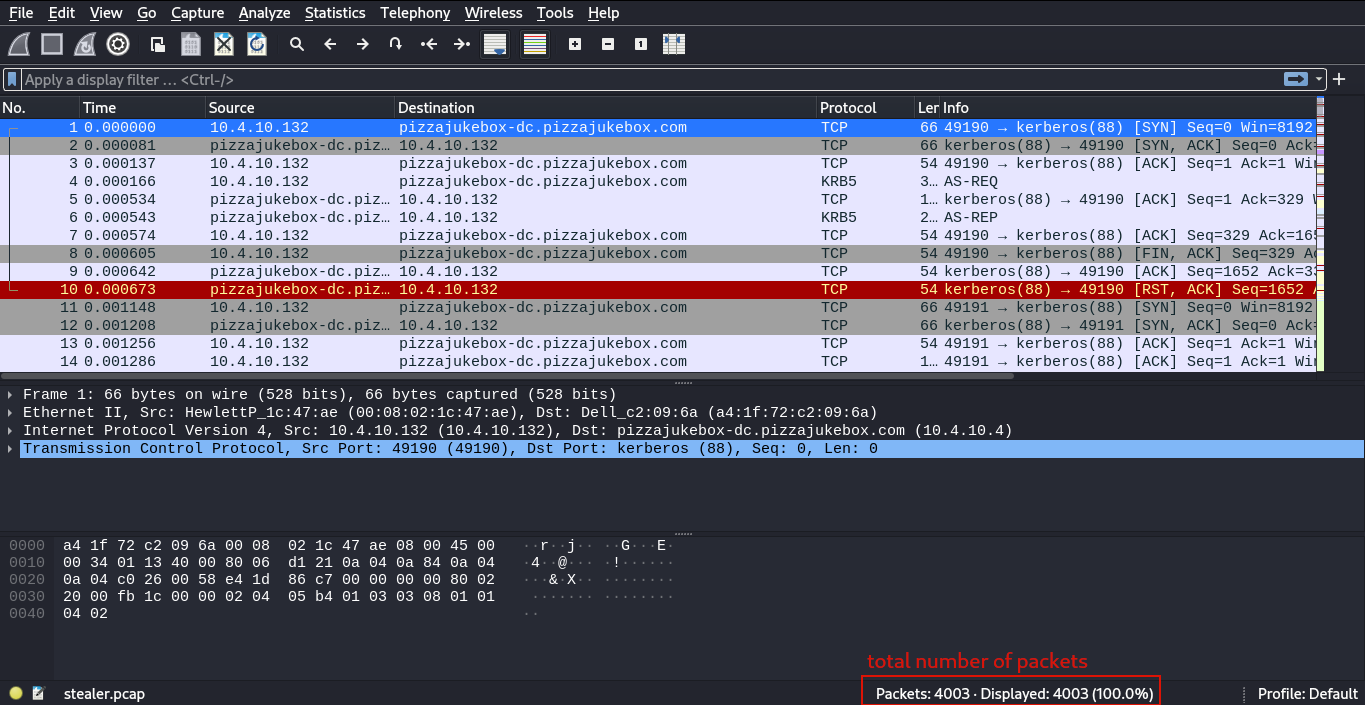 File Edit View Go Capture Analyze Statistics Telephony Wireless Tools Help
Apply a display filter … <Ctrl-/>
No. Time Source Destination Protocol Ler Info
1 0.000000 10.4.10.132 pizzajukebox-dc.pizzajukebox.com TCP 66 49190 → kerberos(88) [SYN] Seq=0 Win=8192
2 0.000081 pizzajukebox-dc.piz… 10.4.10.132 TCP 66 kerberos(88) → 49190 [SYN, ACK] Seq=0 Ack=
3 0.000137 10.4.10.132 pizzajukebox-dc.pizzajukebox.com TCP 54 49190 → kerberos(88) [ACK] Seq=1 Ack=1 Win
4 0.000166 10.4.10.132 pizzajukebox-dc.pizzajukebox.com KRB5 3… AS-REQ
5 0.000534 pizzajukebox-dc.piz… 10.4.10.132 TCP 1… kerberos(88) → 49190 [ACK] Seq=1 Ack=329 W
6 0.000543 pizzajukebox-dc.piz… 10.4.10.132 KRB5 2… AS-REP
7 0.000574 10.4.10.132 pizzajukebox-dc.pizzajukebox.com TCP 54 49190 → kerberos(88) [ACK] Seq=329 Ack=165
8 0.000605 10.4.10.132 pizzajukebox-dc.pizzajukebox.com TCP 54 49190 → kerberos(88) [FIN, ACK] Seq=329 Ac
9 0.000642 pizzajukebox-dc.piz… 10.4.10.132 TCP 54 kerberos(88) → 49190 [ACK] Seq=1652 Ack=33
10 0.000673 pizzajukebox-dc.piz… 10.4.10.132 TCP 54 kerberos(88) → 49190 [RST, ACK] Seq=1652 A
11 0.001148 10.4.10.132 pizzajukebox-dc.pizzajukebox.com TCP 66 49191 → kerberos(88) [SYN] Seq=0 Win=8192
12 0.001208 pizzajukebox-dc.piz… 10.4.10.132 TCP 66 kerberos(88) → 49191 [SYN, ACK] Seq=0 Ack=
13 0.001256 10.4.10.132 pizzajukebox-dc.pizzajukebox.com TCP 54 49191 → kerberos(88) [ACK] Seq=1 Ack=1 Win
14 0.001286 10.4.10.132 pizzajukebox-dc.pizzajukebox.com TCP 1… 49191 → kerberos(88) [ACK] Seq=1 Ack=1 Win
Frame 1: 66 bytes on wire (528 bits), 66 bytes captured (528 bits)
Ethernet II, Src: HewlettP_1c:47:ae (00:08:02:1c:47:ae), Dst: Dell_c2:09:6a (a4:1f:72:c2:09:6a)
Internet Protocol Version 4, Src: 10.4.10.132 (10.4.10.132), Dst: pizzajukebox-dc.pizzajukebox.com (10.4.10.4)
Transmission Control Protocol, Src Port: 49190 (49190), Dst Port: kerberos (88), Seq: 0, Len: 0
0000 a4 1f 72 c2 09 6a 00 08 02 1c 47 ae 08 00 45 00 ··r··j·· ··G···E·
0010 00 34 01 13 40 00 80 06 d1 21 0a 04 0a 84 0a 04 ·4··@··· ·!······
0020 0a 04 c0 26 00 58 e4 1d 86 c7 00 00 00 00 80 02 ···&·X·· ········
0030 20 00 fb 1c 00 00 02 04 05 b4 01 03 03 08 01 01 ······· ········
0040 04 02 ··
total number of packets
stealer.pcap Packets: 4003 · Displayed: 4003 (100.0%) Profile: Default